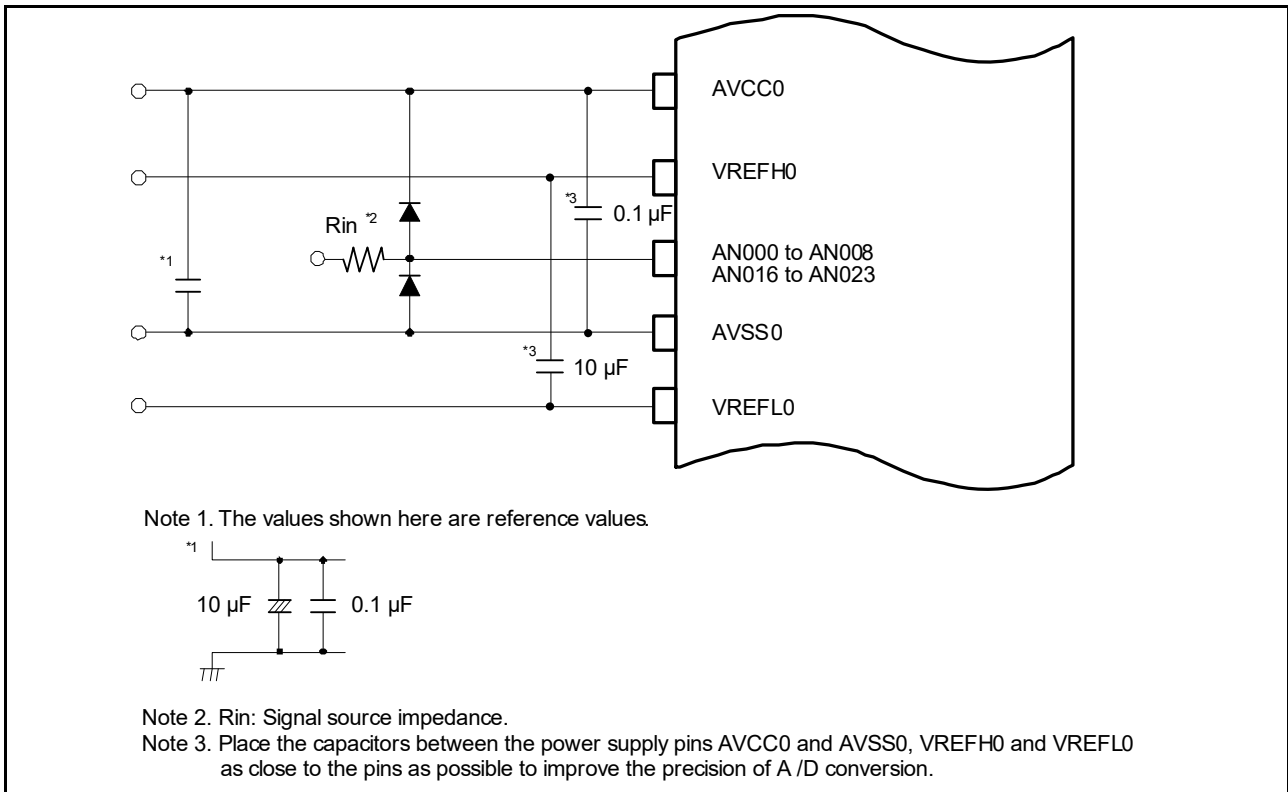 AVCC0
VREFH0
*3
0.1 µF
Rin *2
AN000 to AN008
AN016 to AN023
*1
AVSS0
*3
10 µF
VREFL0
Note 1. The values shown here are reference values.
*1
10 µF
0.1 µF
Note 2. Rin: Signal source impedance.
Note 3. Place the capacitors between the power supply pins AVCC0 and AVSS0, VREFH0 and VREFL0
as close to the pins as possible to improve the precision of A /D conversion.